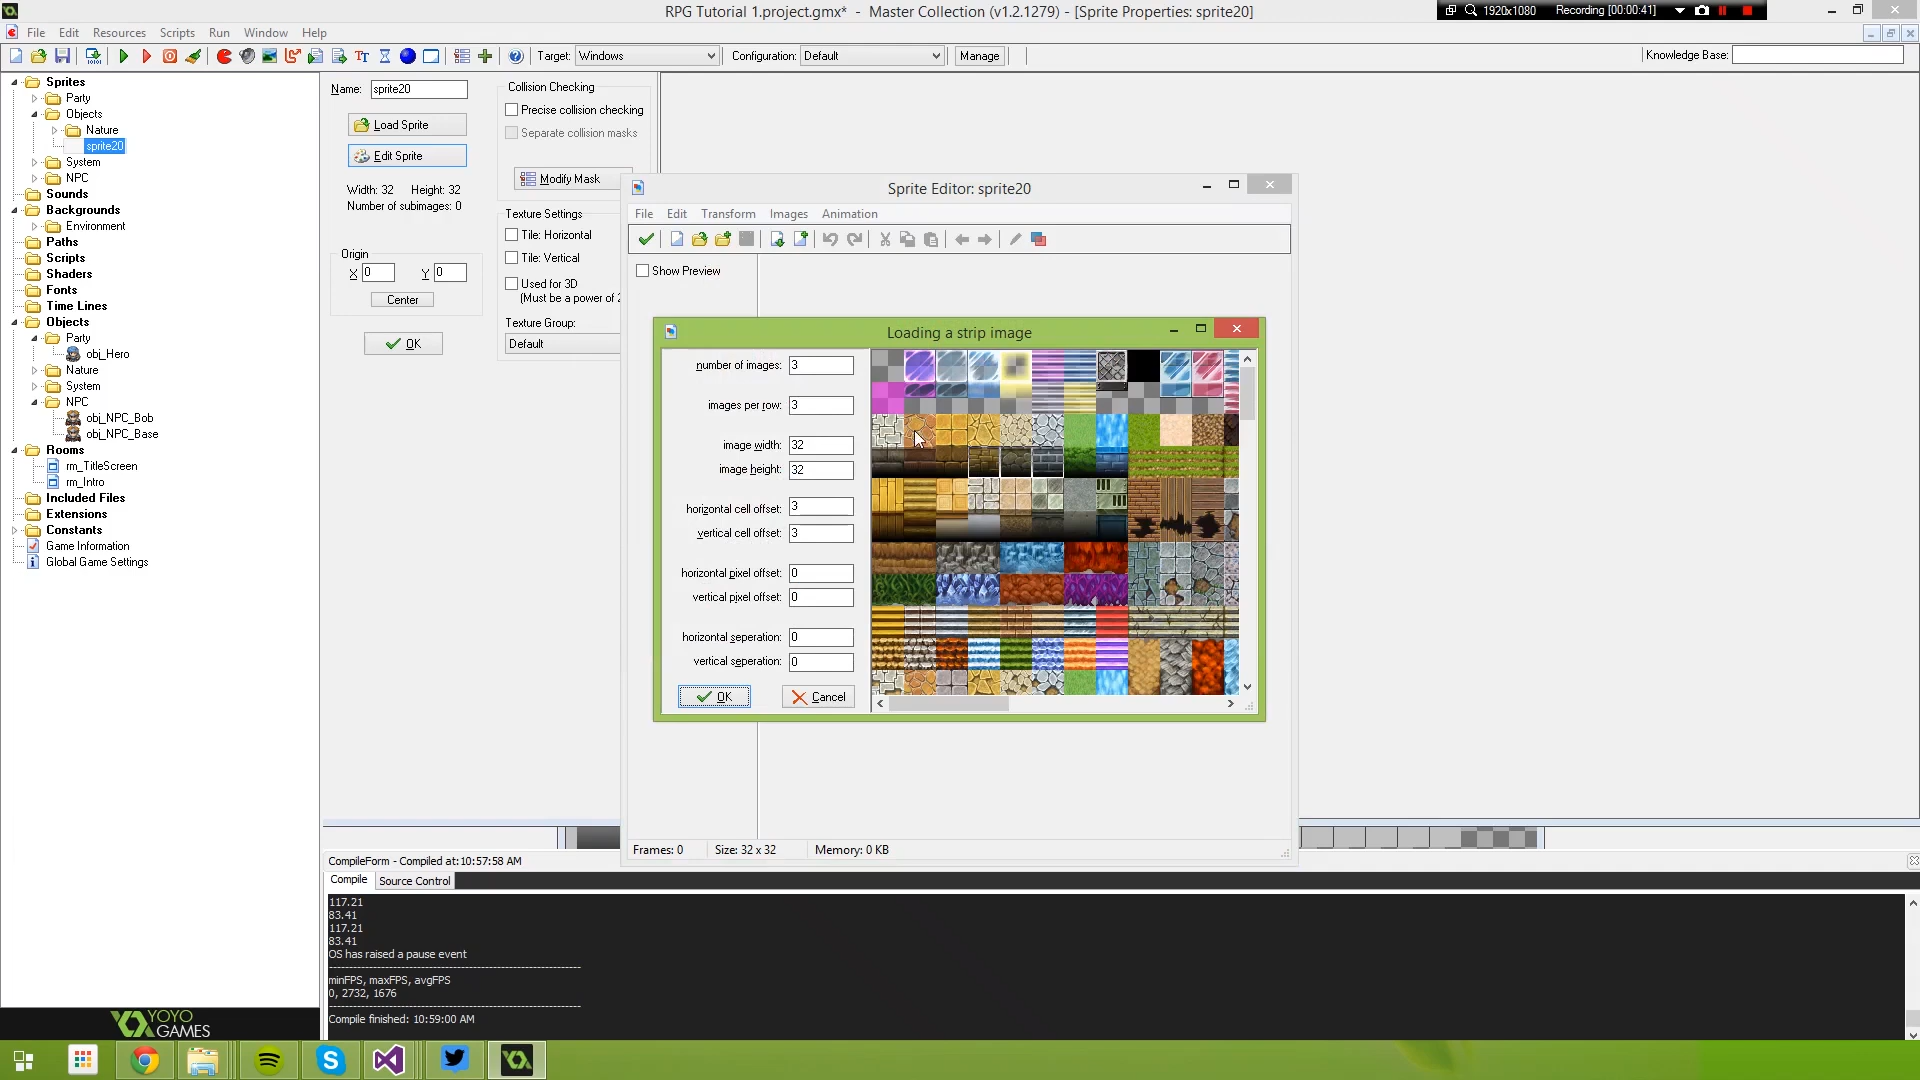 RPG Tutorial 1.project.gmx* - Master Collection (v1.2.1279) - [Sprite Properties: sprite20]
1920x1080
Recording [00:00:41]
File Edit Resources Scripts Run Window Help
Target: Windows
Configuration: Default
Manage
Knowledge Base:
Sprites
Party
Objects
Nature
sprite20
System
NPC
Sounds
Backgrounds
Environment
Paths
Scripts
Shaders
Fonts
Time Lines
Objects
Party
obj_Hero
Nature
System
NPC
obj_NPC_Bob
obj_NPC_Base
Rooms
rm_TitleScreen
rm_Intro
Included Files
Extensions
Constants
Game Information
Global Game Settings
YOYO
GAMES
Name: sprite20
Load Sprite
Edit Sprite
Width: 32 Height: 32
Number of subimages: 0
Origin
X 0 Y 0
Center
OK
Collision Checking
Precise collision checking
Separate collision masks
Modify Mask
Texture Settings
Tile: Horizontal
Tile: Vertical
Used for 3D
(Must be a power of 2
Texture Group:
Default
Sprite Editor: sprite20
File Edit Transform Images Animation
Show Preview
Loading a strip image
number of images: 3
images per row: 3
image width: 32
image height: 32
horizontal cell offset: 3
vertical cell offset: 3
horizontal pixel offset: 0
vertical pixel offset: 0
horizontal seperation: 0
vertical seperation: 0
OK Cancel
Frames: 0 Size: 32 x 32 Memory: 0 KB
CompileForm - Compiled at:10:57:58 AM
Compile Source Control
117.21
83.41
117.21
83.41
OS has raised a pause event
----------------------------------------------------------------
minFPS, maxFPS, avgFPS
0, 2732, 1676
----------------------------------------------------------------
Compile finished: 10:59:00 AM